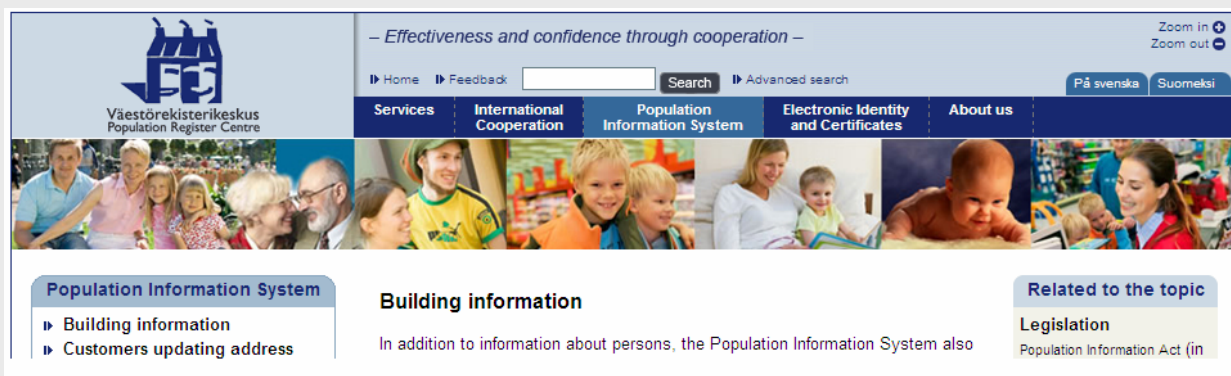 – Effectiveness and confidence through cooperation –
Zoom in
Zoom out
Home Feedback Search Advanced search
På svenska Suomeksi
Väestörekisterikeskus
Population Register Centre
Services
International
Cooperation
Population
Information System
Electronic Identity
and Certificates
About us
Population Information System
Building information
Customers updating address
Building information
In addition to information about persons, the Population Information System also
Related to the topic
Legislation
Population Information Act (in